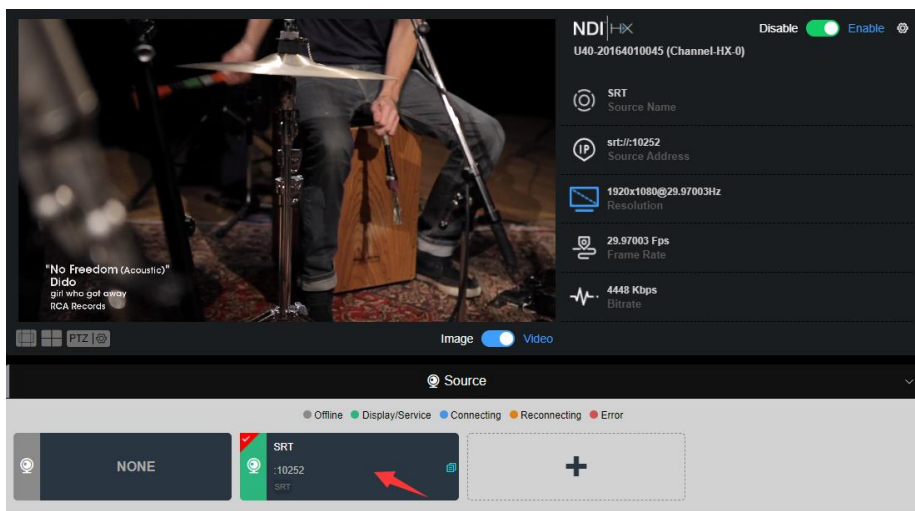 NDI HX
Disable Enable
U40-20164010045 (Channel-HX-0)
SRT
Source Name
srt://:10252
Source Address
1920x1080@29.97003Hz
Resolution
29.97003 Fps
Frame Rate
4448 Kbps
Bitrate
"No Freedom (Acoustic)"
Dido
girl who got away
RCA Records
PTZ
Image Video
Source
Offline Display/Service Connecting Reconnecting Error
NONE
SRT
:10252
SRT
+